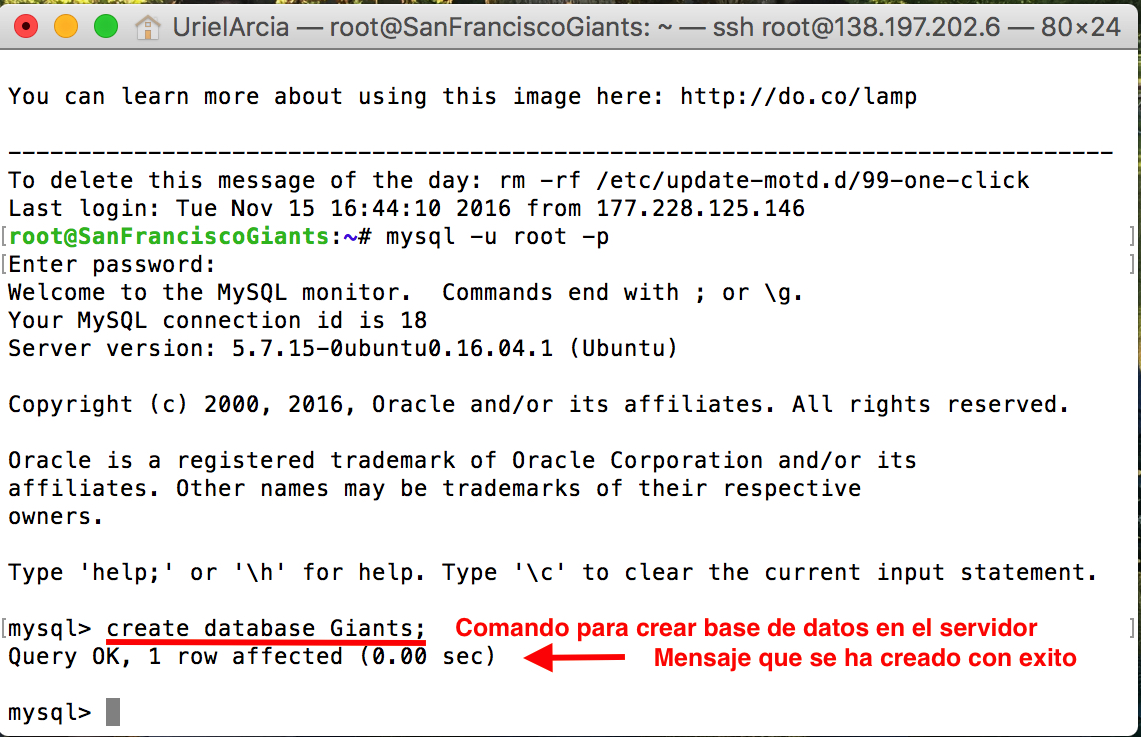 UrielArcia — root@SanFranciscoGiants: ~ — ssh root@138.197.202.6 — 80×24
You can learn more about using this image here: http://do.co/lamp
-------------------------------------------------------------------------------
To delete this message of the day: rm -rf /etc/update-motd.d/99-one-click
Last login: Tue Nov 15 16:44:10 2016 from 177.228.125.146
[root@SanFranciscoGiants:~# mysql -u root -p ]
[Enter password: ]
Welcome to the MySQL monitor.  Commands end with ; or \g.
Your MySQL connection id is 18
Server version: 5.7.15-0ubuntu0.16.04.1 (Ubuntu)
Copyright (c) 2000, 2016, Oracle and/or its affiliates. All rights reserved.
Oracle is a registered trademark of Oracle Corporation and/or its
affiliates. Other names may be trademarks of their respective
owners.
Type 'help;' or '\h' for help. Type '\c' to clear the current input statement.
[mysql> create database Giants; Comando para crear base de datos en el servidor ]
Query OK, 1 row affected (0.00 sec) Mensaje que se ha creado con exito
mysql>